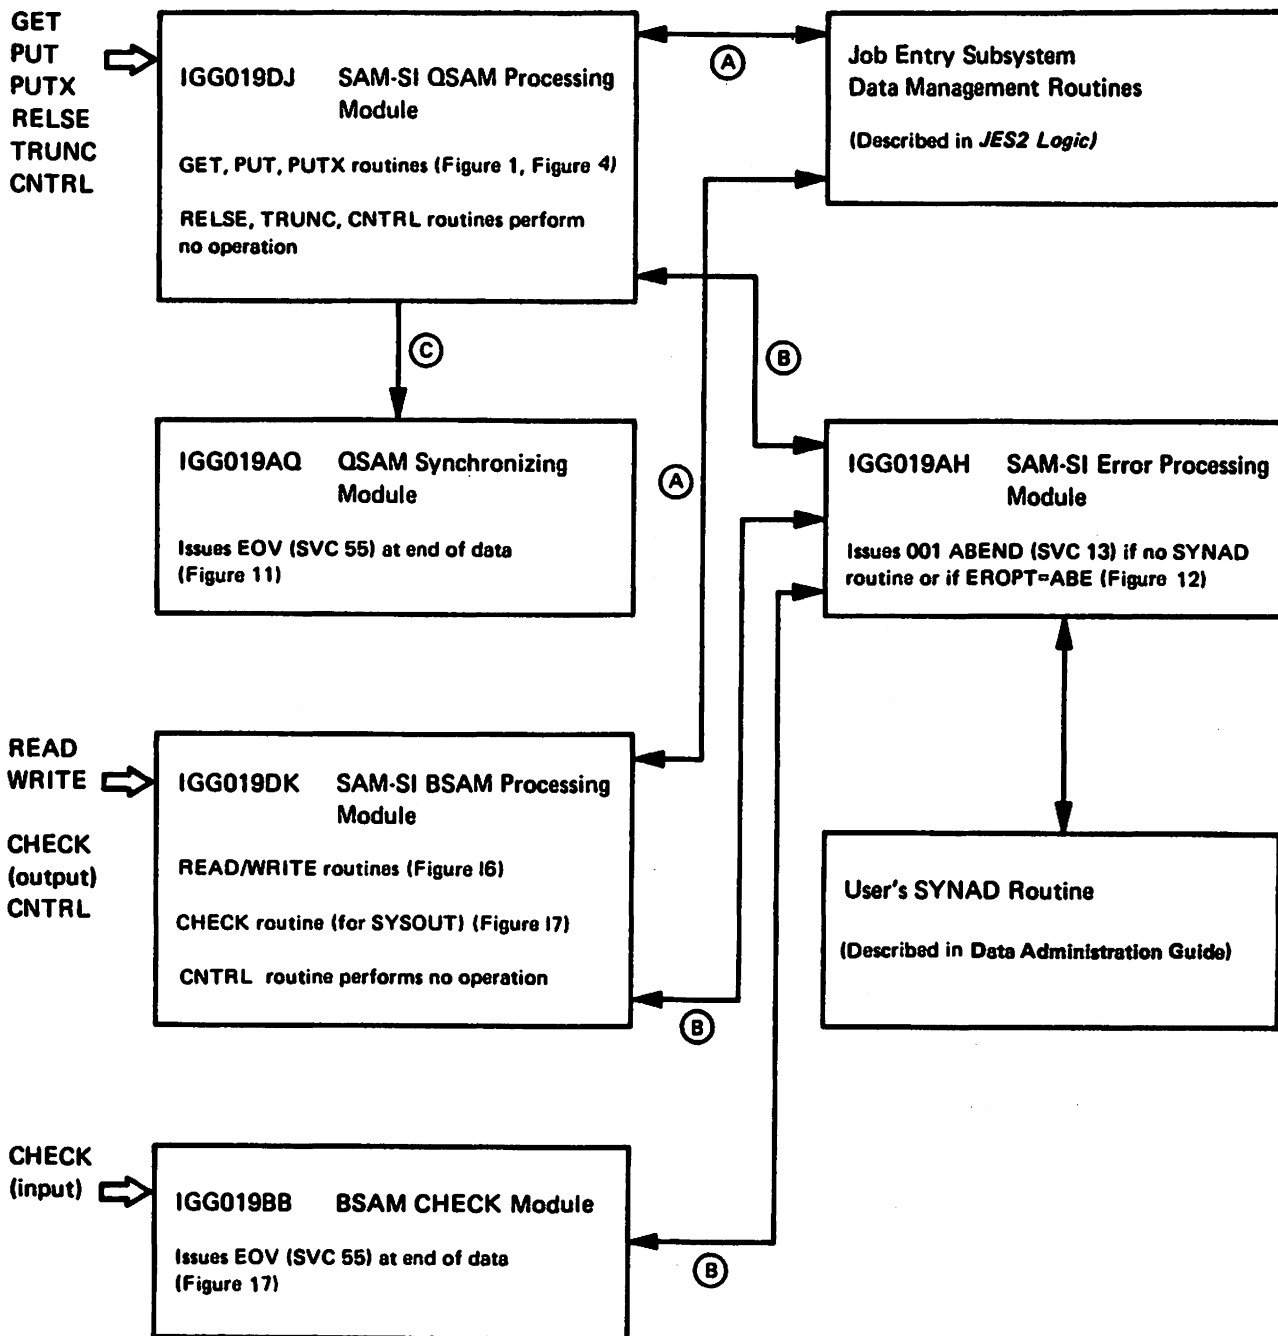 GET
PUT
PUTX
RELSE
TRUNC
CNTRL
IGG019DJ SAM-SI QSAM Processing
Module
GET, PUT, PUTX routines (Figure 1, Figure 4)
RELSE, TRUNC, CNTRL routines perform
no operation
A
Job Entry Subsystem
Data Management Routines
(Described in JES2 Logic)
C
B
IGG019AQ QSAM Synchronizing
Module
Issues EOV (SVC 55) at end of data
(Figure 11)
A
IGG019AH SAM-SI Error Processing
Module
Issues 001 ABEND (SVC 13) if no SYNAD
routine or if EROPT=ABE (Figure 12)
READ
WRITE
CHECK
(output)
CNTRL
IGG019DK SAM-SI BSAM Processing
Module
READ/WRITE routines (Figure I6)
CHECK routine (for SYSOUT) (Figure I7)
CNTRL routine performs no operation
B
User's SYNAD Routine
(Described in Data Administration Guide)
CHECK
(input)
IGG019BB BSAM CHECK Module
Issues EOV (SVC 55) at end of data
(Figure 17)
B